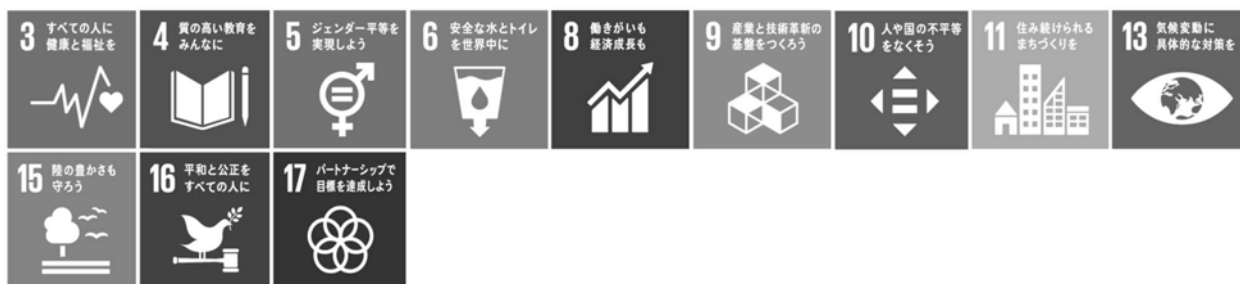 3 すべての人に
健康と福祉を
4 質の高い教育を
みんなに
5 ジェンダー平等を
実現しよう
6 安全な水とトイレ
を世界中に
8 働きがいも
経済成長も
9 産業と技術革新の
基盤をつくろう
10 人や国の不平等
をなくそう
11 住み続けられる
まちづくりを
13 気候変動に
具体的な対策を
15 陸の豊かさも
守ろう
16 平和と公正を
すべての人に
17 パートナーシップで
目標を達成しよう